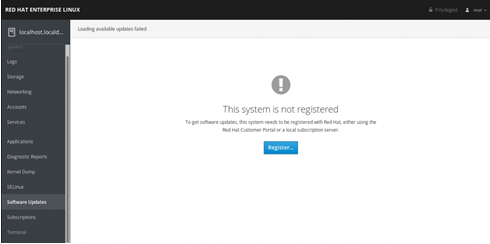 RED HAT ENTERPRISE LINUX
Privileged
root
localhost.locald...
Loading available updates failed
System
Logs
Storage
Networking
Accounts
Services
Applications
Diagnostic Reports
Kernel Dump
SELinux
Software Updates
Subscriptions
Terminal
This system is not registered
To get software updates, this system needs to be registered with Red Hat, either using the
Red Hat Customer Portal or a local subscription server.
Register...